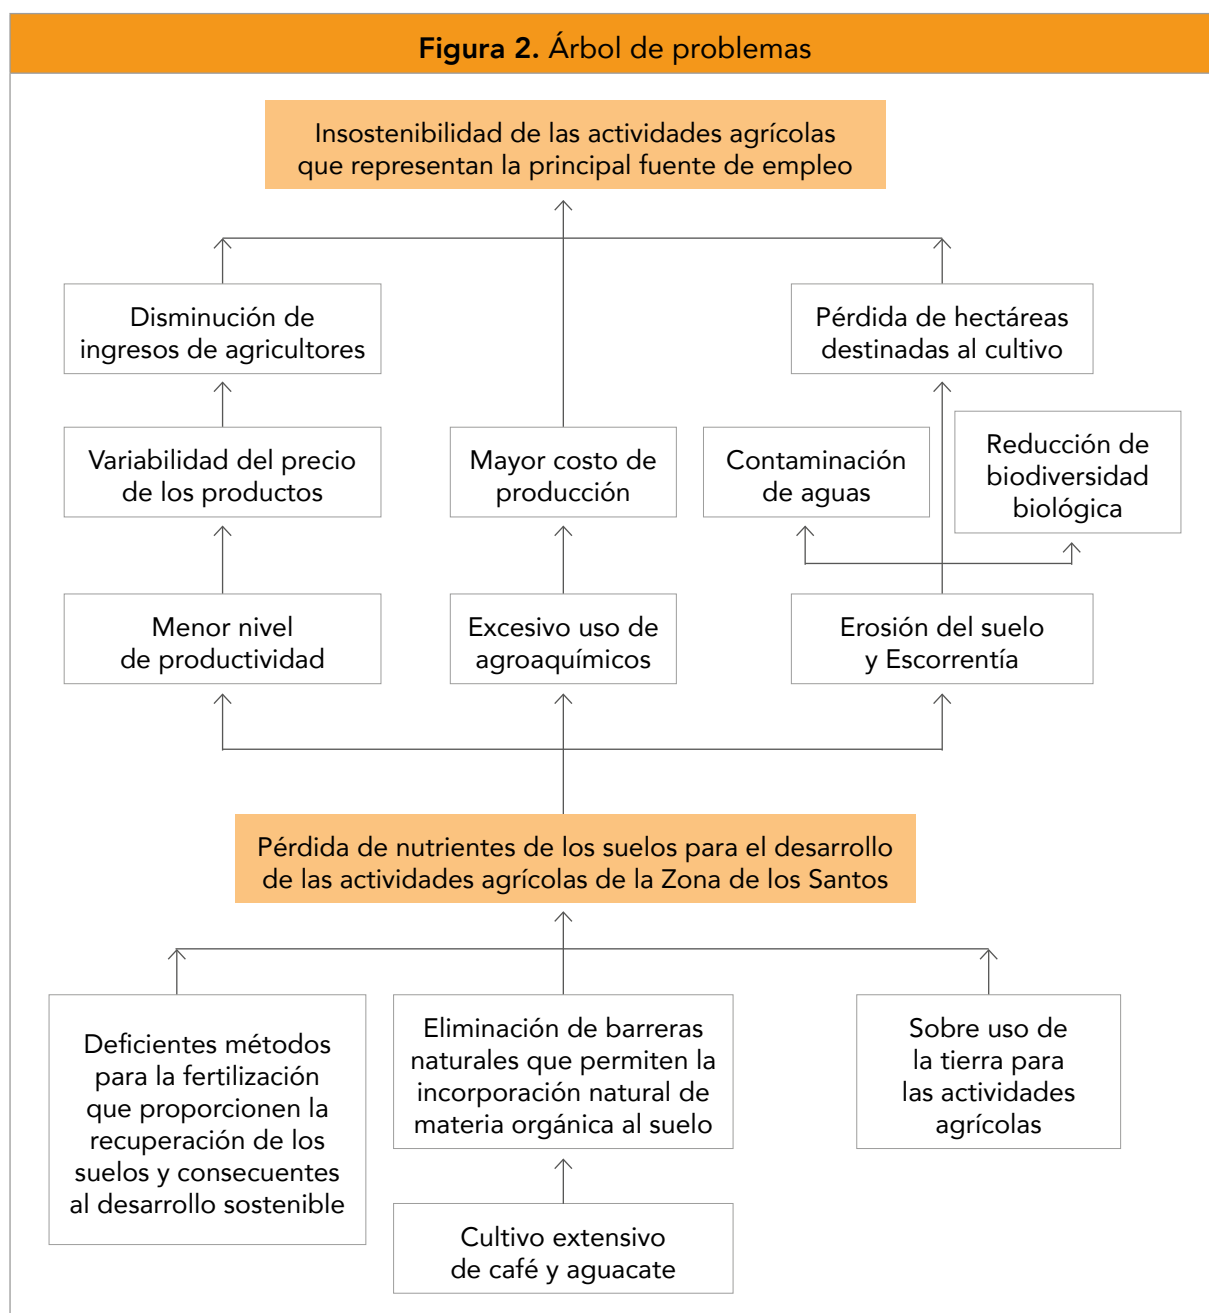 Figura 2. Árbol de problemas
Insostenibilidad de las actividades agrícolas
que representan la principal fuente de empleo
Disminución de
ingresos de agricultores
Pérdida de hectáreas
destinadas al cultivo
Variabilidad del precio
de los productos
Mayor costo de
producción
Contaminación
de aguas
Reducción de
biodiversidad
biológica
Menor nivel
de productividad
Excesivo uso de
agroaquímicos
Erosión del suelo
y Escorrentía
Pérdida de nutrientes de los suelos para el desarrollo
de las actividades agrícolas de la Zona de los Santos
Deficientes métodos
para la fertilización
que proporcionen la
recuperación de los
suelos y consecuentes
al desarrollo sostenible
Eliminación de barreras
naturales que permiten la
incorporación natural de
materia orgánica al suelo
Sobre uso de
la tierra para
las actividades
agrícolas
Cultivo extensivo
de café y aguacate